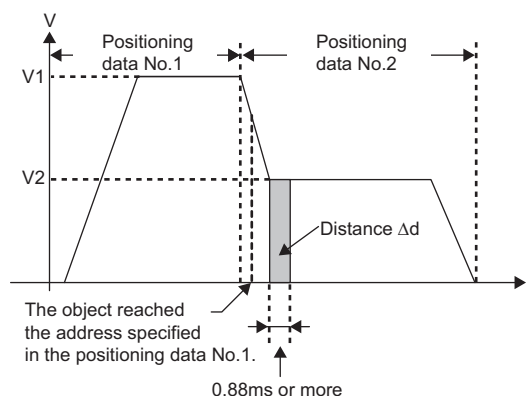 V
Positioning
data No.1
Positioning
data No.2
V1
V2
Distance Δd
The object reached
the address specified
in the positioning data No.1.
0.88ms or more